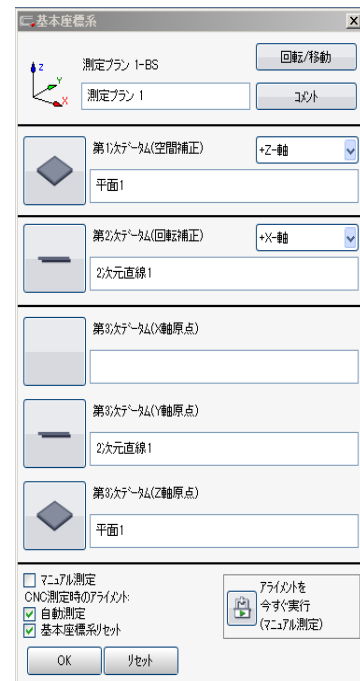 基本座標系
Z
Y
X
測定プラン 1-BS
回転/移動
測定プラン 1
コメント
第1次データム(空間補正)
+Z-軸
平面1
第2次データム(回転補正)
+X-軸
2次元直線1
第3次データム(X軸原点)
第3次データム(Y軸原点)
2次元直線1
第3次データム(Z軸原点)
平面1
マニュアル測定
CNC測定時のアライメント:
自動測定
基本座標系リセット
アライメントを
今すぐ実行
(マニュアル測定)
OK
リセット